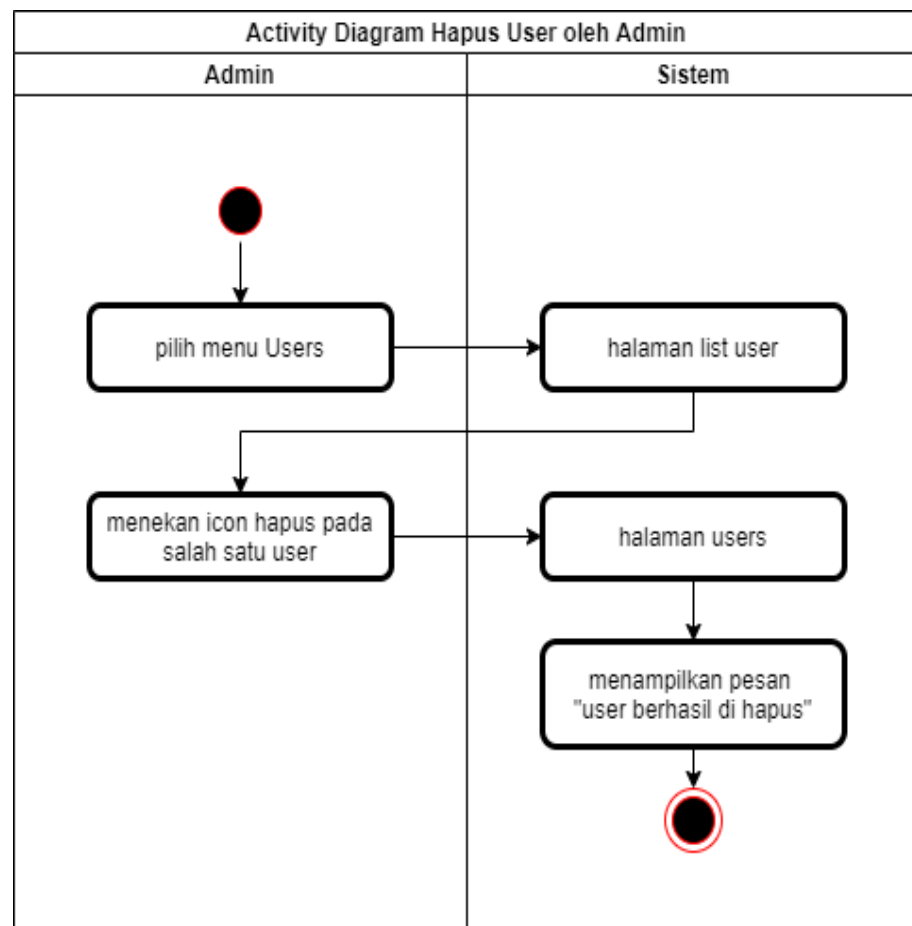 Activity Diagram Hapus User oleh Admin
Admin
Sistem
pilih menu Users
halaman list user
menekan icon hapus pada
salah satu user
halaman users
menampilkan pesan
"user berhasil di hapus"